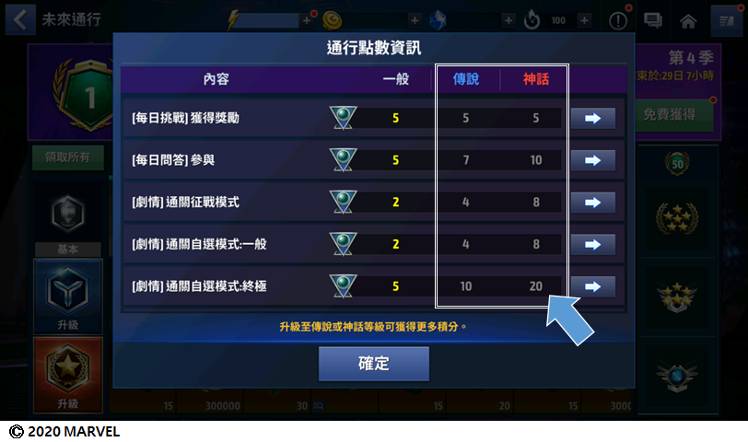 未來通行
100
通行點數資訊
內容 一般 傳說 神話
[每日挑戰] 獲得獎勵 5 5 5
[每日問答] 參與 5 7 10
[劇情] 通關征戰模式 2 4 8
[劇情] 通關自選模式:一般 2 4 8
[劇情] 通關自選模式:終極 5 10 20
升級至傳說或神話等級可獲得更多積分。
確定
1
領取所有
基本
升級
升級
第 4 季
束於:29日 7小時
免費獲得
50
15 300000 30 15 20 15 300
© 2020 MARVEL